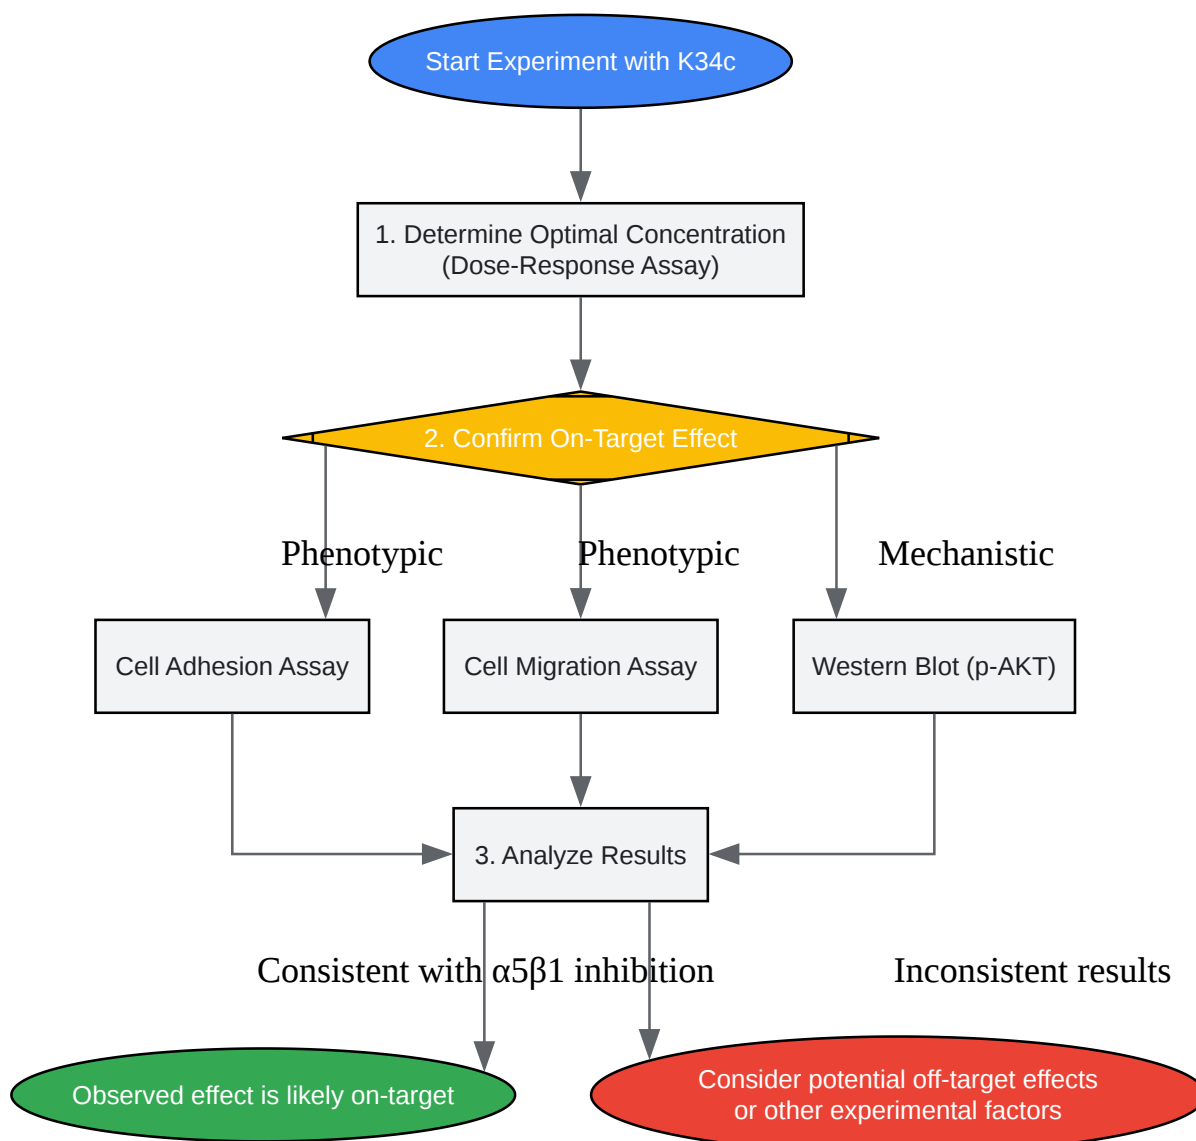 Start Experiment with K34c
1. Determine Optimal Concentration
(Dose-Response Assay)
2. Confirm On-Target Effect
Phenotypic
Phenotypic
Mechanistic
Cell Adhesion Assay
Cell Migration Assay
Western Blot (p-AKT)
3. Analyze Results
Consistent with α5β1 inhibition
Inconsistent results
Observed effect is likely on-target
Consider potential off-target effects
or other experimental factors